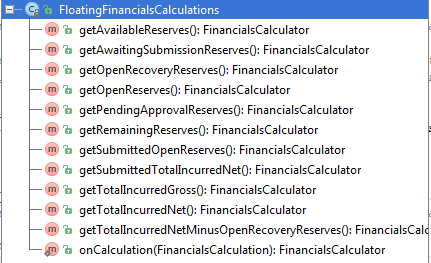 FloatingFinancialsCalculations
getAvailableReserves(): FinancialsCalculator
getAwaitingSubmissionReserves(): FinancialsCalculator
getOpenRecoveryReserves(): FinancialsCalculator
getOpenReserves(): FinancialsCalculator
getPendingApprovalReserves(): FinancialsCalculator
getRemainingReserves(): FinancialsCalculator
getSubmittedOpenReserves(): FinancialsCalculator
getSubmittedTotalIncurredNet(): FinancialsCalculator
getTotalIncurredGross(): FinancialsCalculator
getTotalIncurredNet(): FinancialsCalculator
getTotalIncurredNetMinusOpenRecoveryReserves(): FinancialsCalc
onCalculation(FinancialsCalculation): FinancialsCalculator